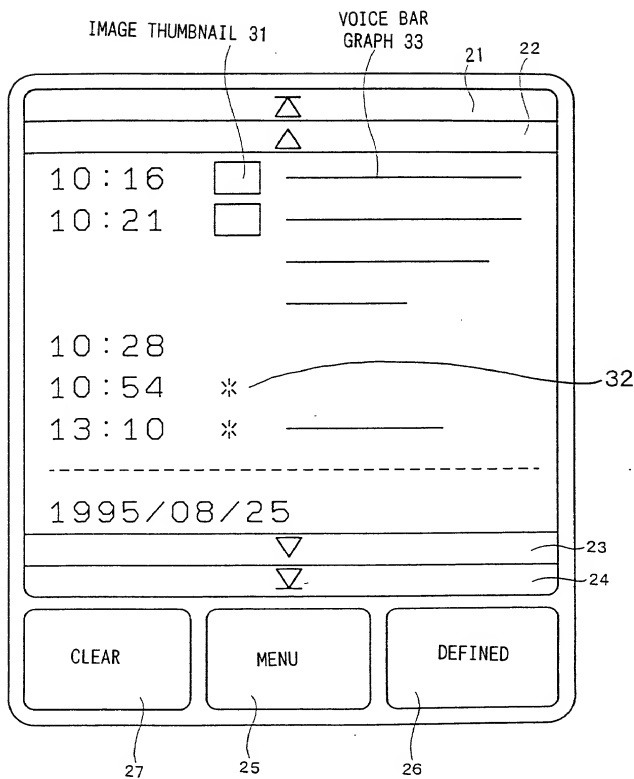 IMAGE THUMBNAIL 31
VOICE BAR
GRAPH 33
21
22
10:16
10:21
10:28
10:54
32
13:10
1995/08/25
23
24
CLEAR
MENU
DEFINED
27
25
26